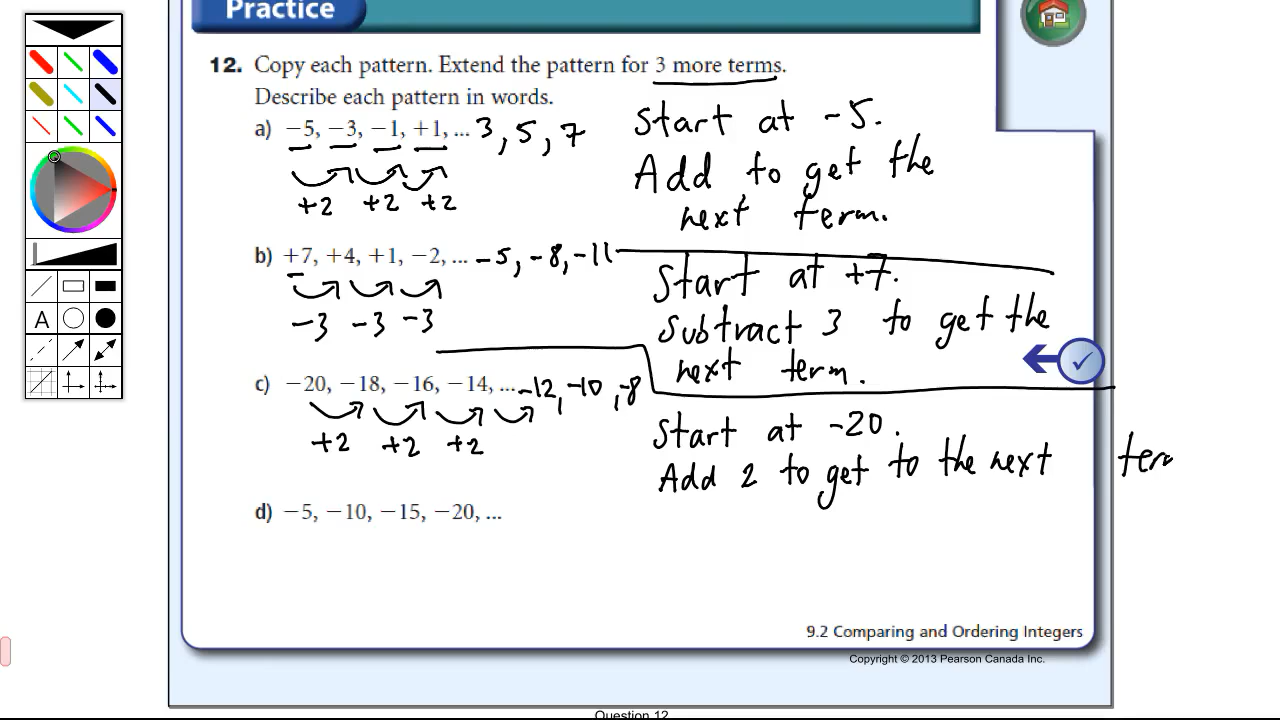 Practice
12. Copy each pattern. Extend the pattern for 3 more terms.
Describe each pattern in words.
a) −5, −3, −1, +1, ... 3, 5, 7
+2 +2 +2
Start at -5.
Add to get the
next term.
b) +7, +4, +1, −2, ... -5, -8, -11
-3 -3 -3
Start at +7.
Subtract 3 to get the
next term.
c) −20, −18, −16, −14, ... -12, -10, -8
+2 +2 +2
Start at -20.
Add 2 to get to the next term
d) −5, −10, −15, −20, ...
9.2 Comparing and Ordering Integers
Copyright © 2013 Pearson Canada Inc.
Question 12
A